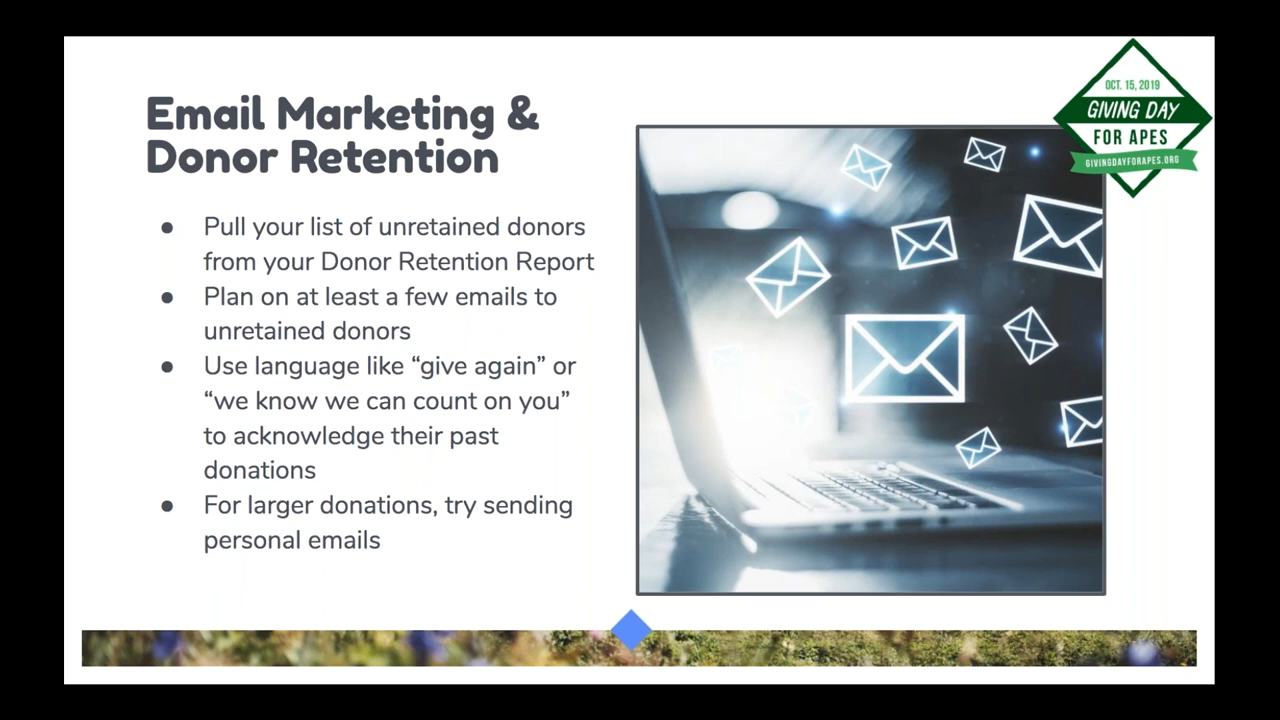 Email Marketing &
Donor Retention
● Pull your list of unretained donors
from your Donor Retention Report
● Plan on at least a few emails to
unretained donors
● Use language like “give again” or
“we know we can count on you”
to acknowledge their past
donations
● For larger donations, try sending
personal emails
OCT. 15, 2019
GIVING DAY
FOR APES
GIVINGDAYFORAPES.ORG